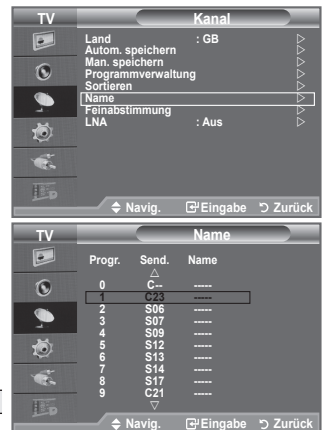 TV Kanal
Land : GB
Autom. speichern
Man. speichern
Programmverwaltung
Sortieren
Name
Feinabstimmung
LNA : Aus
Navig. Eingabe Zurück
TV Name
Progr. Send. Name
0 C-- -----
1 C23 -----
2 S06 -----
3 S07 -----
4 S09 -----
5 S12 -----
6 S13 -----
7 S14 -----
8 S17 -----
9 C21 -----
Navig. Eingabe Zurück